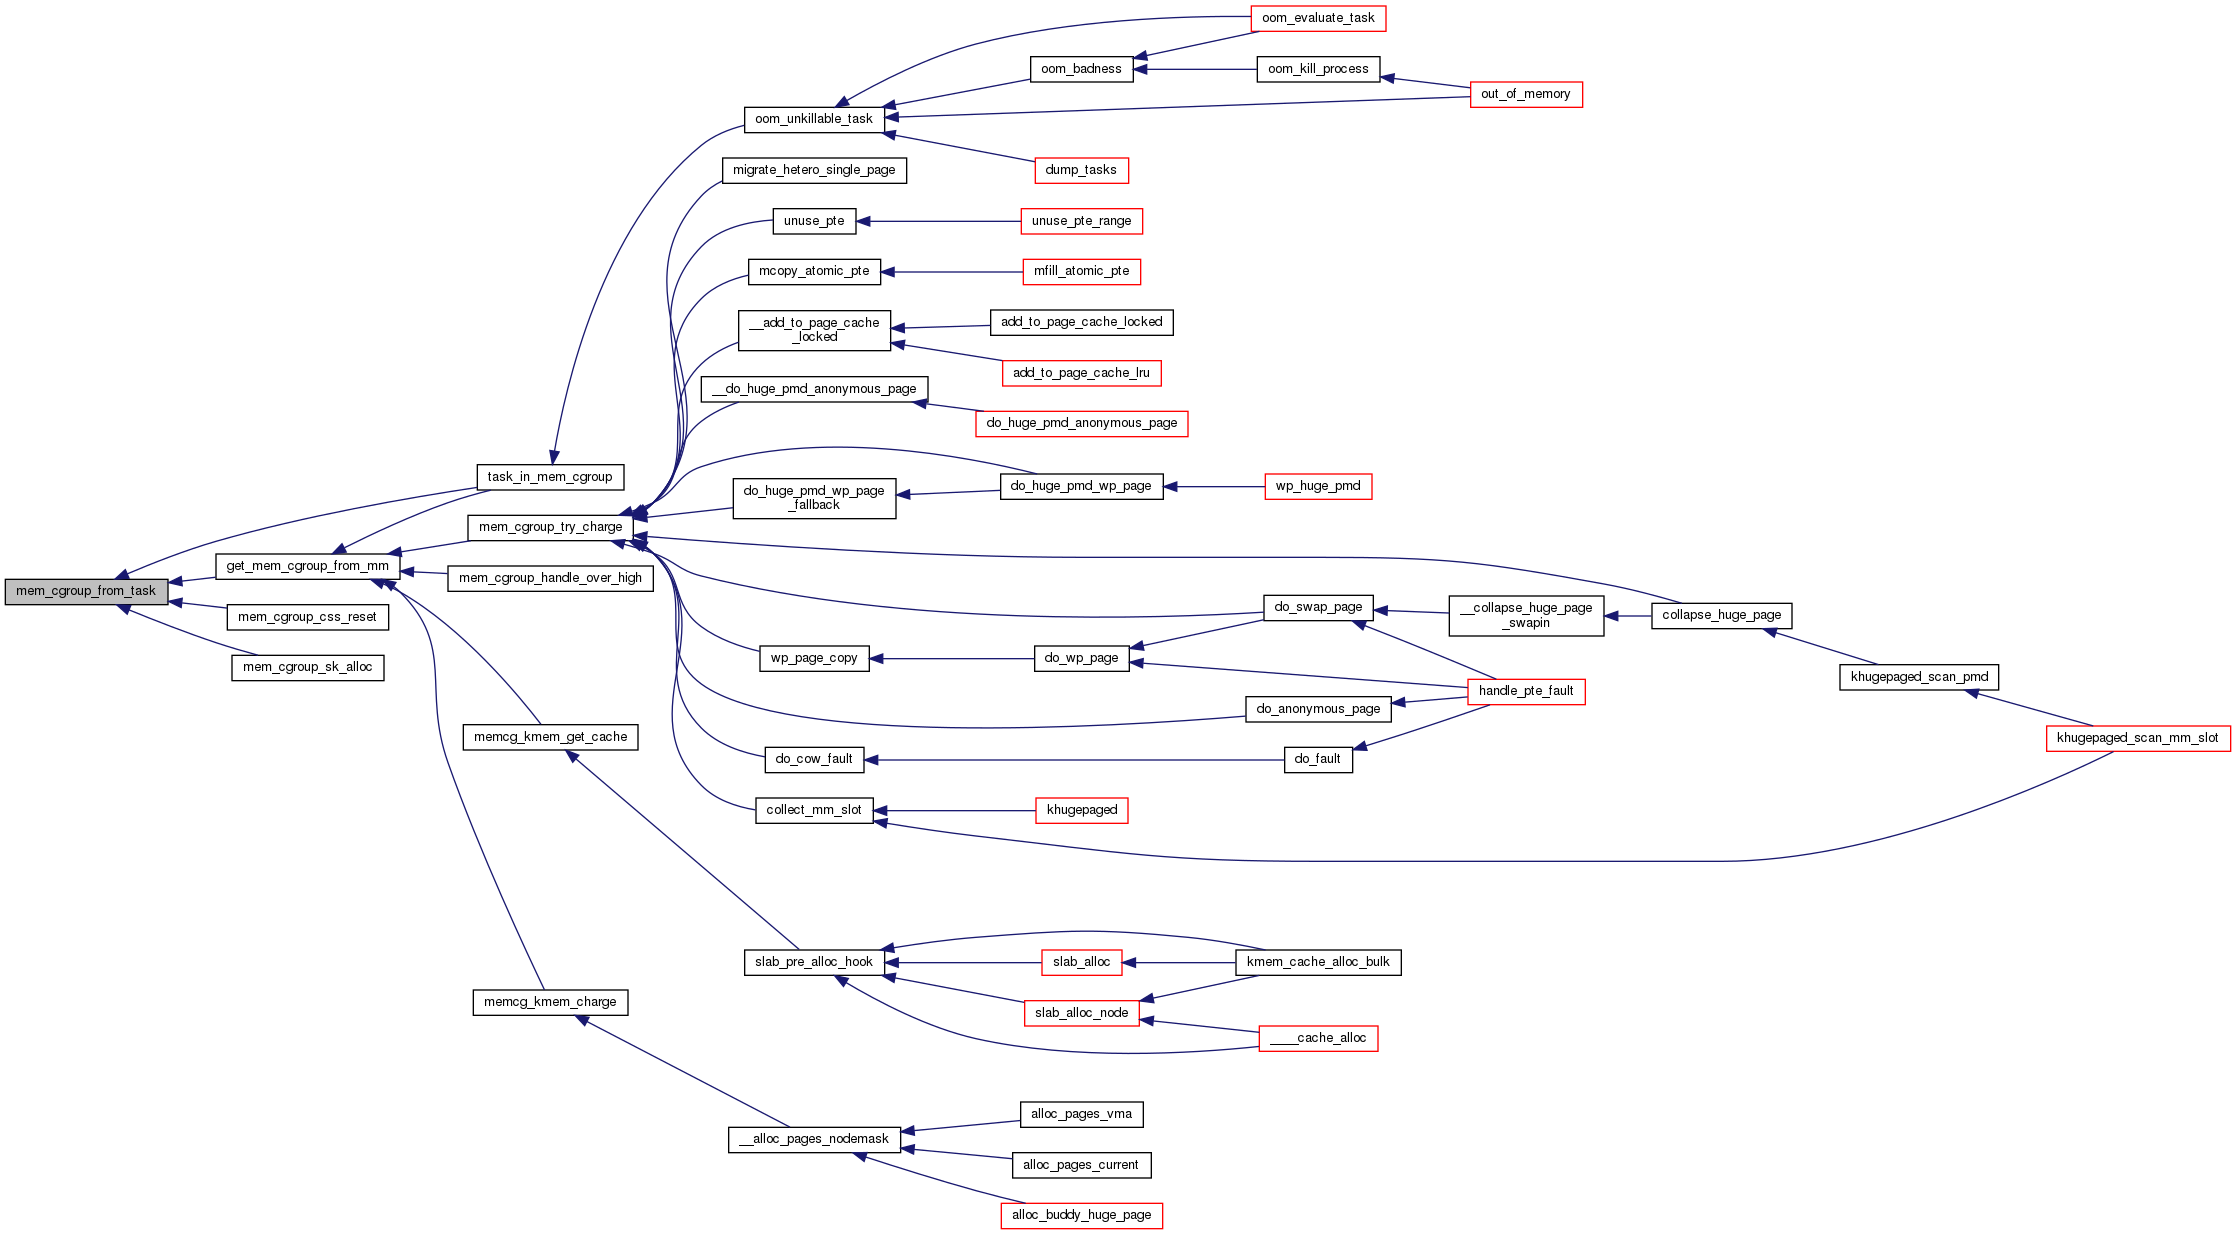 oom_evaluate_task
oom_badness
oom_kill_process
out_of_memory
oom_unkillable_task
migrate_hetero_single_page
dump_tasks
unuse_pte
unuse_pte_range
mcopy_atomic_pte
mfill_atomic_pte
__add_to_page_cache
_locked
add_to_page_cache_locked
add_to_page_cache_lru
__do_huge_pmd_anonymous_page
do_huge_pmd_anonymous_page
task_in_mem_cgroup
do_huge_pmd_wp_page
_fallback
do_huge_pmd_wp_page
wp_huge_pmd
mem_cgroup_try_charge
get_mem_cgroup_from_mm
mem_cgroup_handle_over_high
mem_cgroup_from_task
mem_cgroup_css_reset
mem_cgroup_sk_alloc
do_swap_page
__collapse_huge_page
_swapin
collapse_huge_page
wp_page_copy
do_wp_page
khugepaged_scan_pmd
handle_pte_fault
do_anonymous_page
memcg_kmem_get_cache
khugepaged_scan_mm_slot
do_cow_fault
do_fault
collect_mm_slot
khugepaged
slab_pre_alloc_hook
slab_alloc
kmem_cache_alloc_bulk
memcg_kmem_charge
slab_alloc_node
____cache_alloc
alloc_pages_vma
__alloc_pages_nodemask
alloc_pages_current
alloc_buddy_huge_page